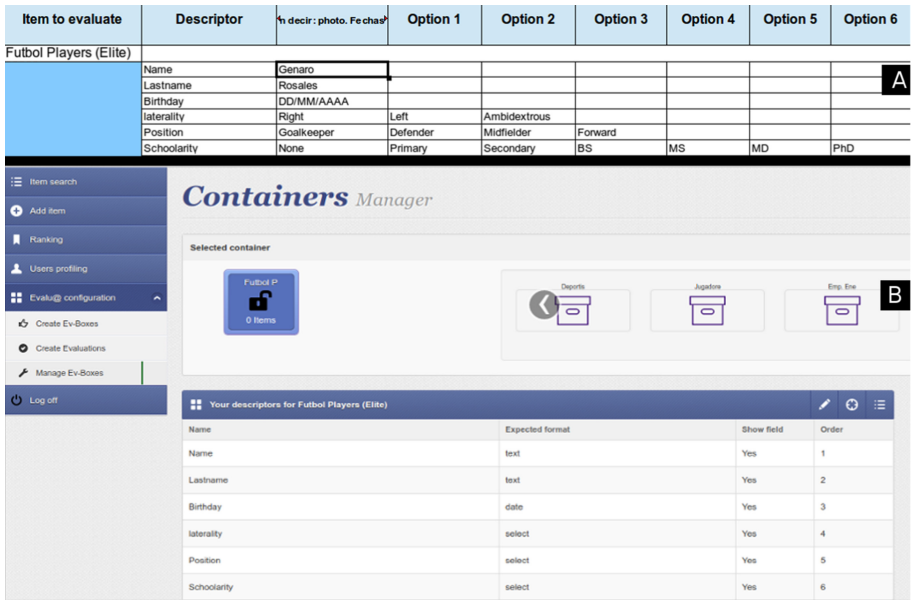 Item to evaluate Descriptor n decir: photo. Fechas Option 1 Option 2 Option 3 Option 4 Option 5 Option 6
Futbol Players (Elite)
Name Genaro
A
Lastname Rosales
Birthday DD/MM/AAAA
laterality Right Left Ambidextrous
Position Goalkeeper Defender Midfielder Forward
Schoolarity None Primary Secondary BS MS MD PhD
Item search
Add item
Ranking
Users profiling
Evalu@ configuration
Create Ev-Boxes
Create Evaluations
Manage Ev-Boxes
Log off
Containers Manager
Selected container
Futbol P
0 Items
Deporte Jugadore Emp. Ene
B
Your descriptors for Futbol Players (Elite)
Name Expected format Show field Order
Name text Yes 1
Lastname text Yes 2
Birthday date Yes 3
laterality select Yes 4
Position select Yes 5
Schoolarity select Yes 6